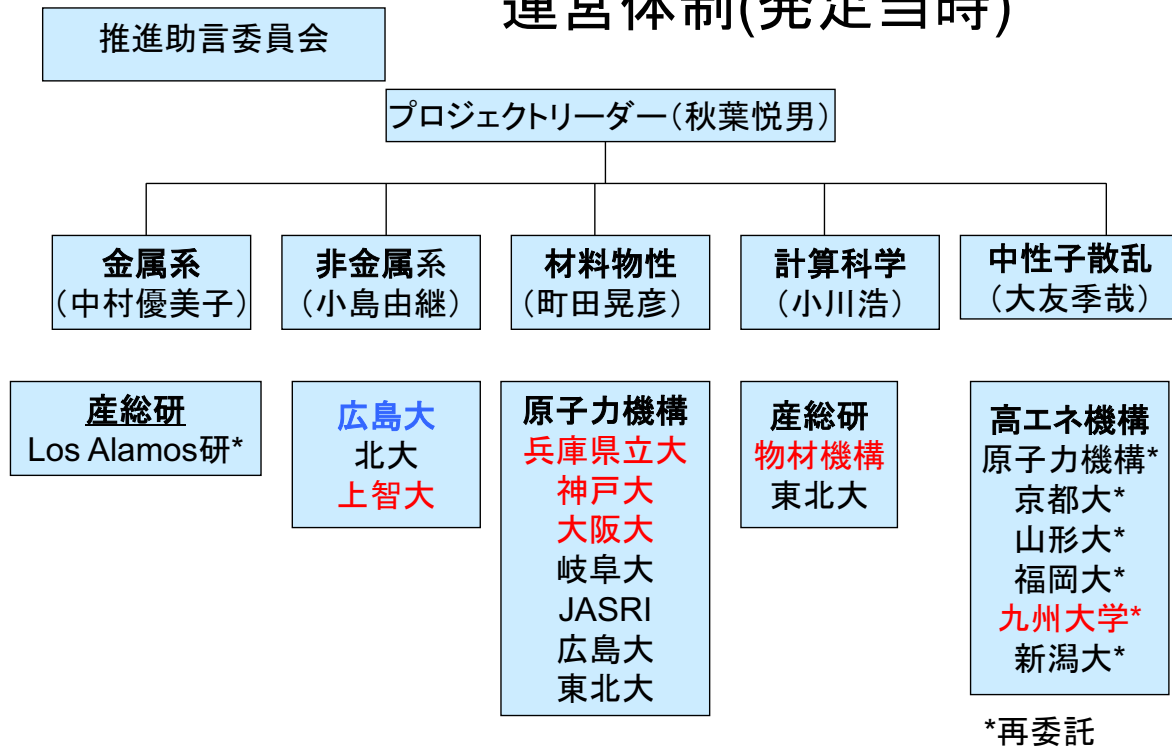 運営体制(発足当時)
推進助言委員会
プロジェクトリーダー（秋葉悦男）
金属系
（中村優美子）
非金属系
（小島由継）
材料物性
（町田晃彦）
計算科学
（小川浩）
中性子散乱
（大友季哉）
産総研
Los Alamos研*
広島大
北大
上智大
原子力機構
兵庫県立大
神戸大
大阪大
岐阜大
JASRI
広島大
東北大
産総研
物材機構
東北大
高エネ機構
原子力機構*
京都大*
山形大*
福岡大*
九州大学*
新潟大*
*再委託